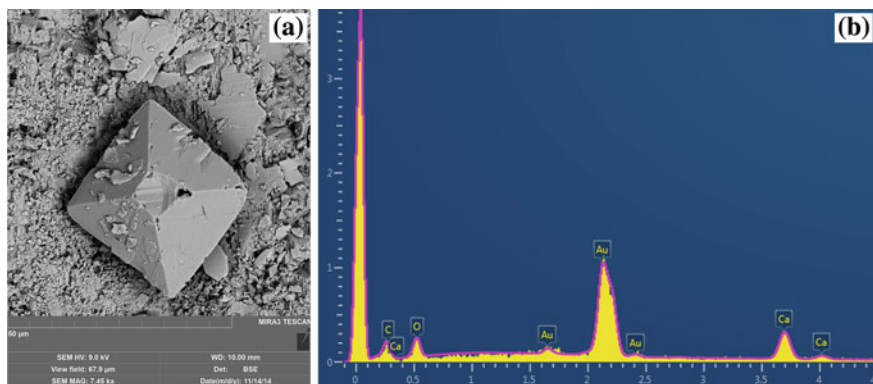 (a)
50 μm
MIRA3 TESCAN
SEM HV: 9.0 kV
WD: 10.00 mm
View field: 67.9 μm
Det: BSE
SEM MAG: 7.45 kx
Date(m/d/y): 11/14/14
(b)
3
2
1
0
C
Ca
O
Au
Au
Au
Ca
Ca
0
0.5
1
1.5
2
2.5
3
3.5
4